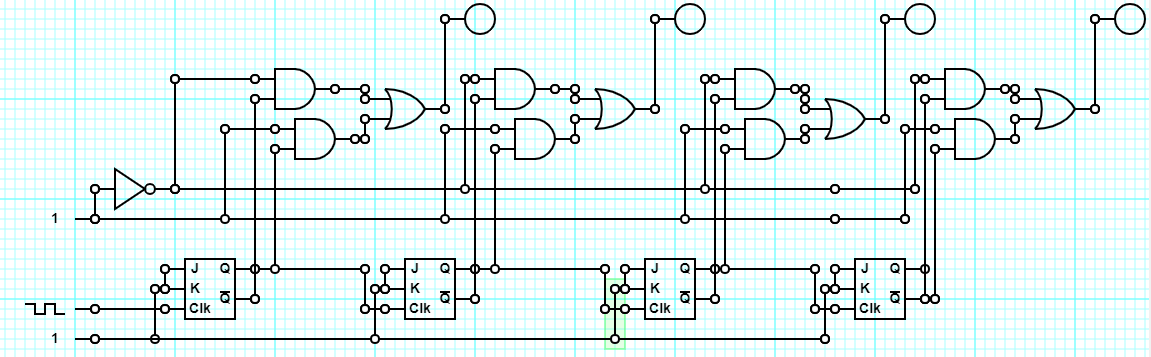 1
J Q J Q J Q J Q
K K K K
Clk Q̅ Clk Q̅ Clk Q̅ Clk Q̅
1